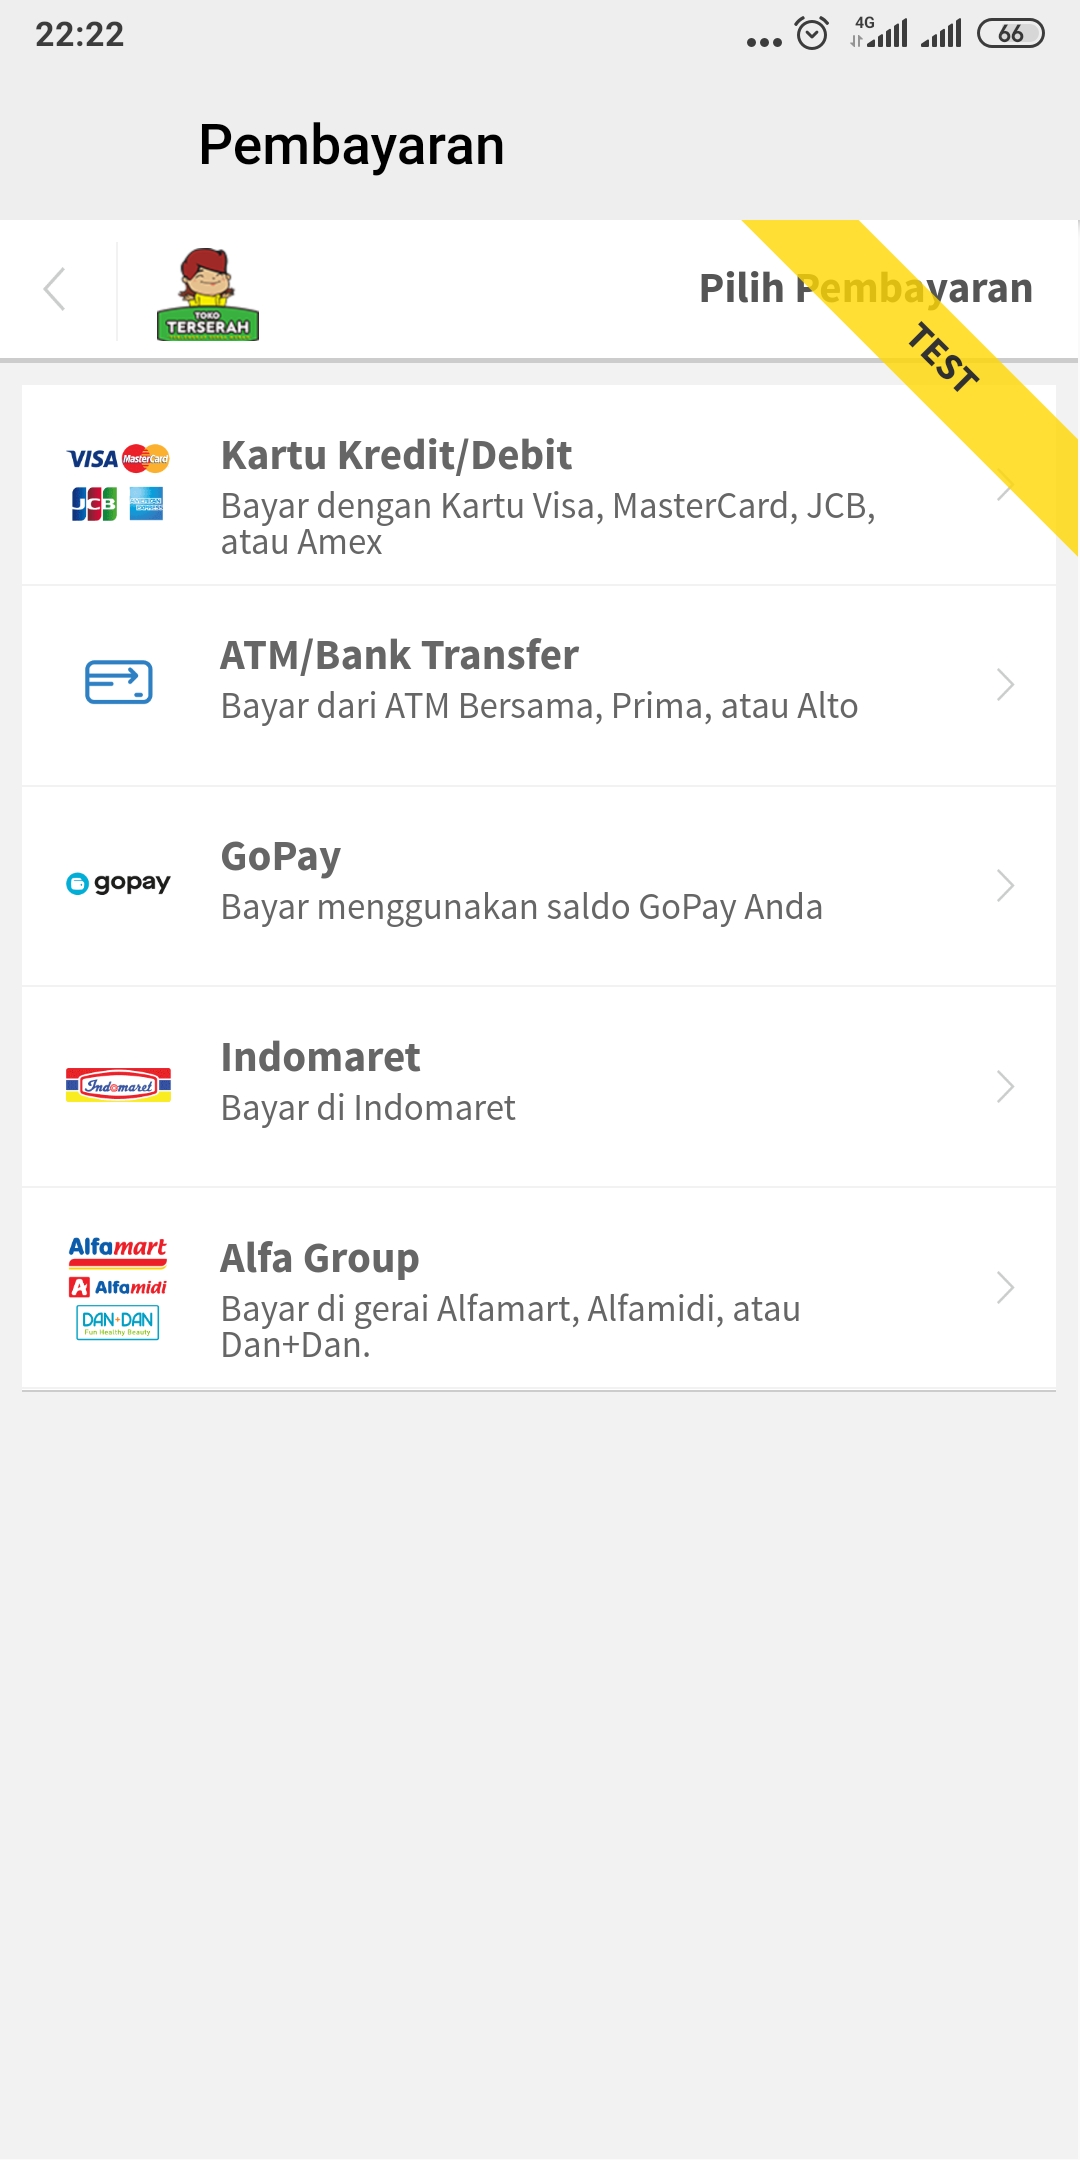 22:22
4G
66
Pembayaran
TOKO
TERSERAH
Pilih Pembayaran
TEST
VISA MasterCard
JCB AMERICAN EXPRESS
Kartu Kredit/Debit
Bayar dengan Kartu Visa, MasterCard, JCB,
atau Amex
ATM/Bank Transfer
Bayar dari ATM Bersama, Prima, atau Alto
gopay
GoPay
Bayar menggunakan saldo GoPay Anda
Indomaret
Indomaret
Bayar di Indomaret
Alfamart
A Alfamidi
DAN+DAN
Fun Healthy Beauty
Alfa Group
Bayar di gerai Alfamart, Alfamidi, atau
Dan+Dan.